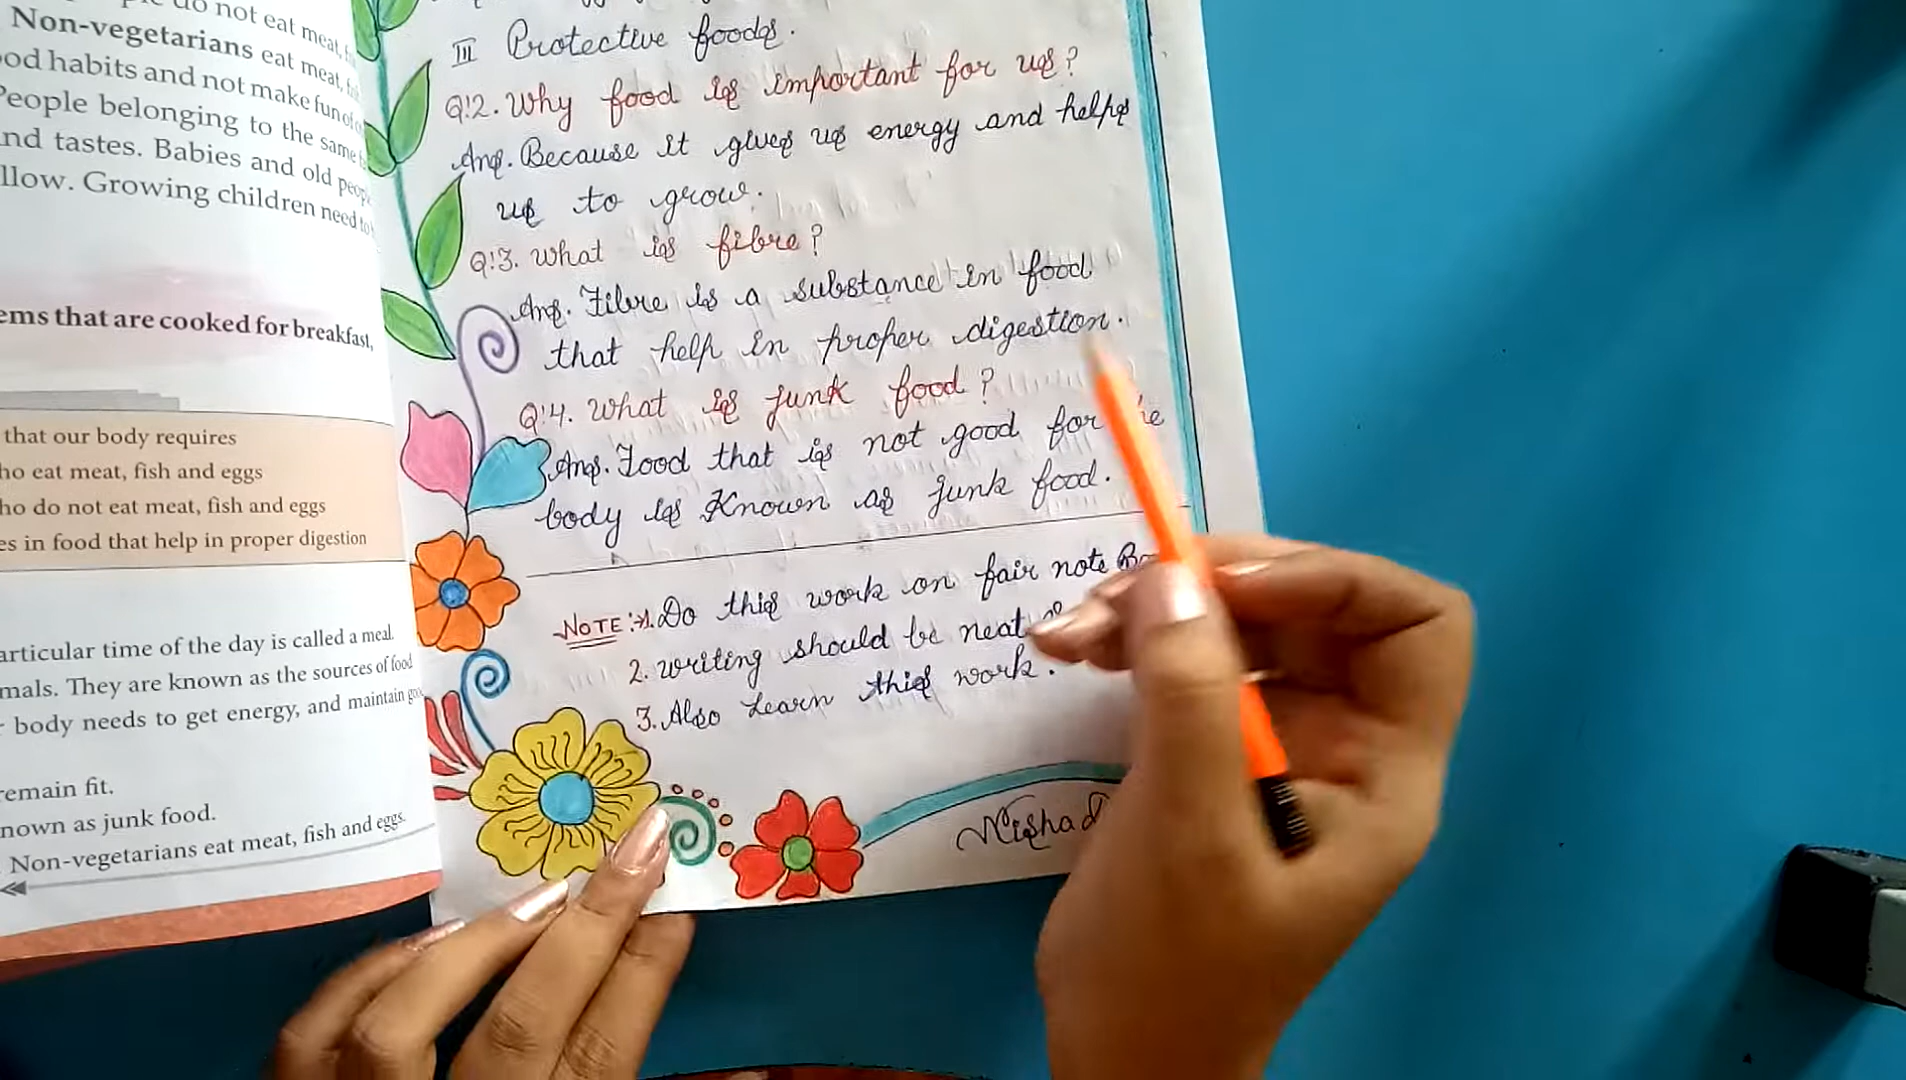 do not eat meat,
Non-vegetarians eat meat,
od habits and not make fun of
People belonging to the same
nd tastes. Babies and old
llow. Growing children need to
ems that are cooked for breakfast,
that our body requires
ho eat meat, fish and eggs
ho do not eat meat, fish and eggs
es in food that help in proper digestion
articular time of the day is called a meal.
mals. They are known as the sources of food
body needs to get energy, and maintain
remain fit.
nown as junk food.
Non-vegetarians eat meat, fish and eggs.
III Protective foods.
Q!2. Why food is important for us?
Ans. Because it gives us energy and helps
us to grow.
Q!3. What is fibre?
Ans. Fibre is a substance in food
that help in proper digestion.
Q!4. What is junk food?
Ans. Food that is not good for
body is Known as junk food.
NOTE :→1. Do this work on fair note
2. Writing should be neat
3. Also Learn this work.